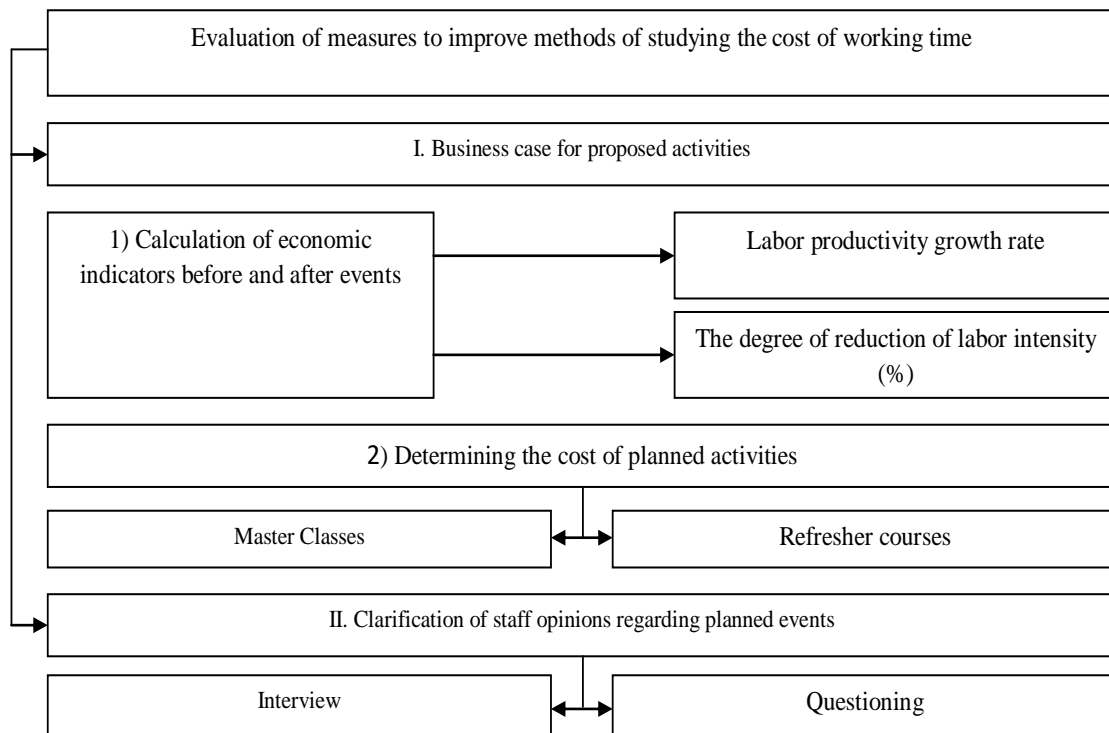 Evaluation of measures to improve methods of studying the cost of working time
I. Business case for proposed activities
1) Calculation of economic
indicators before and after events
Labor productivity growth rate
The degree of reduction of labor intensity
(%)
2) Determining the cost of planned activities
Master Classes
Refresher courses
II. Clarification of staff opinions regarding planned events
Interview
Questioning